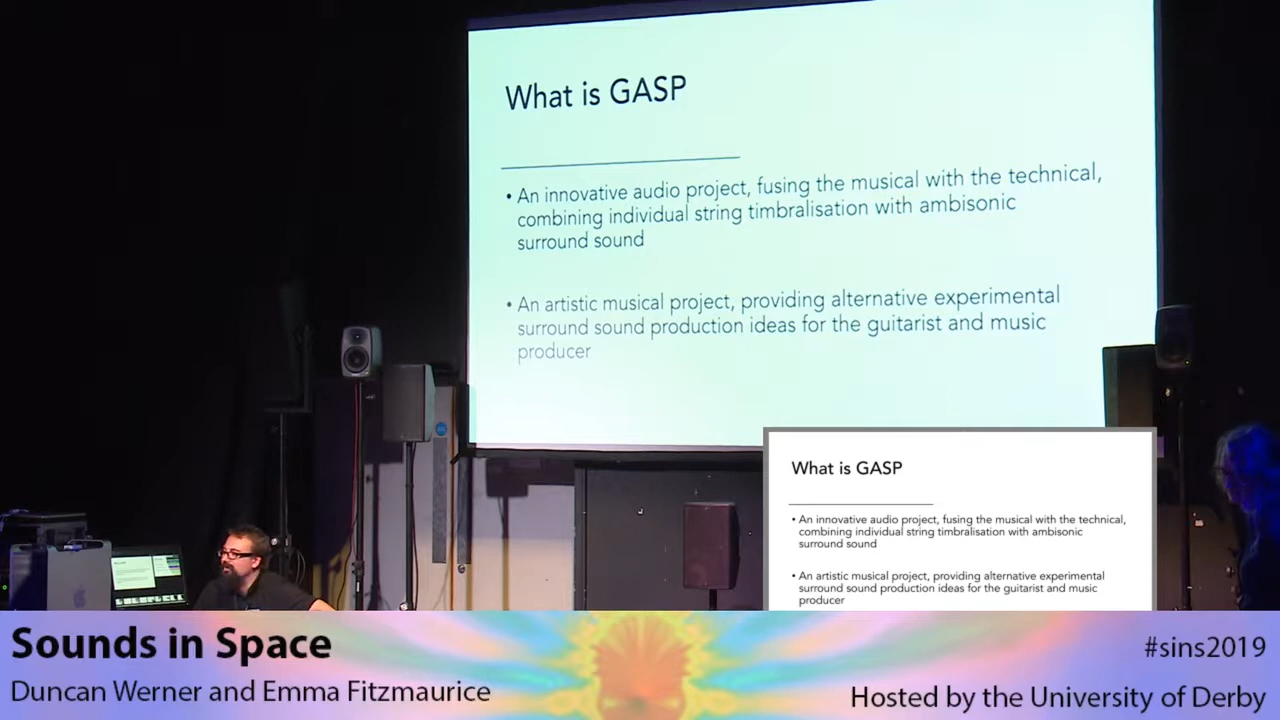 What is GASP
• An innovative audio project, fusing the musical with the technical,
combining individual string timbralisation with ambisonic
surround sound
• An artistic musical project, providing alternative experimental
surround sound production ideas for the guitarist and music
producer
What is GASP
• An innovative audio project, fusing the musical with the technical,
combining individual string timbralisation with ambisonic
surround sound
• An artistic musical project, providing alternative experimental
surround sound production ideas for the guitarist and music
producer
Sounds in Space
#sins2019
Duncan Werner and Emma Fitzmaurice
Hosted by the University of Derby